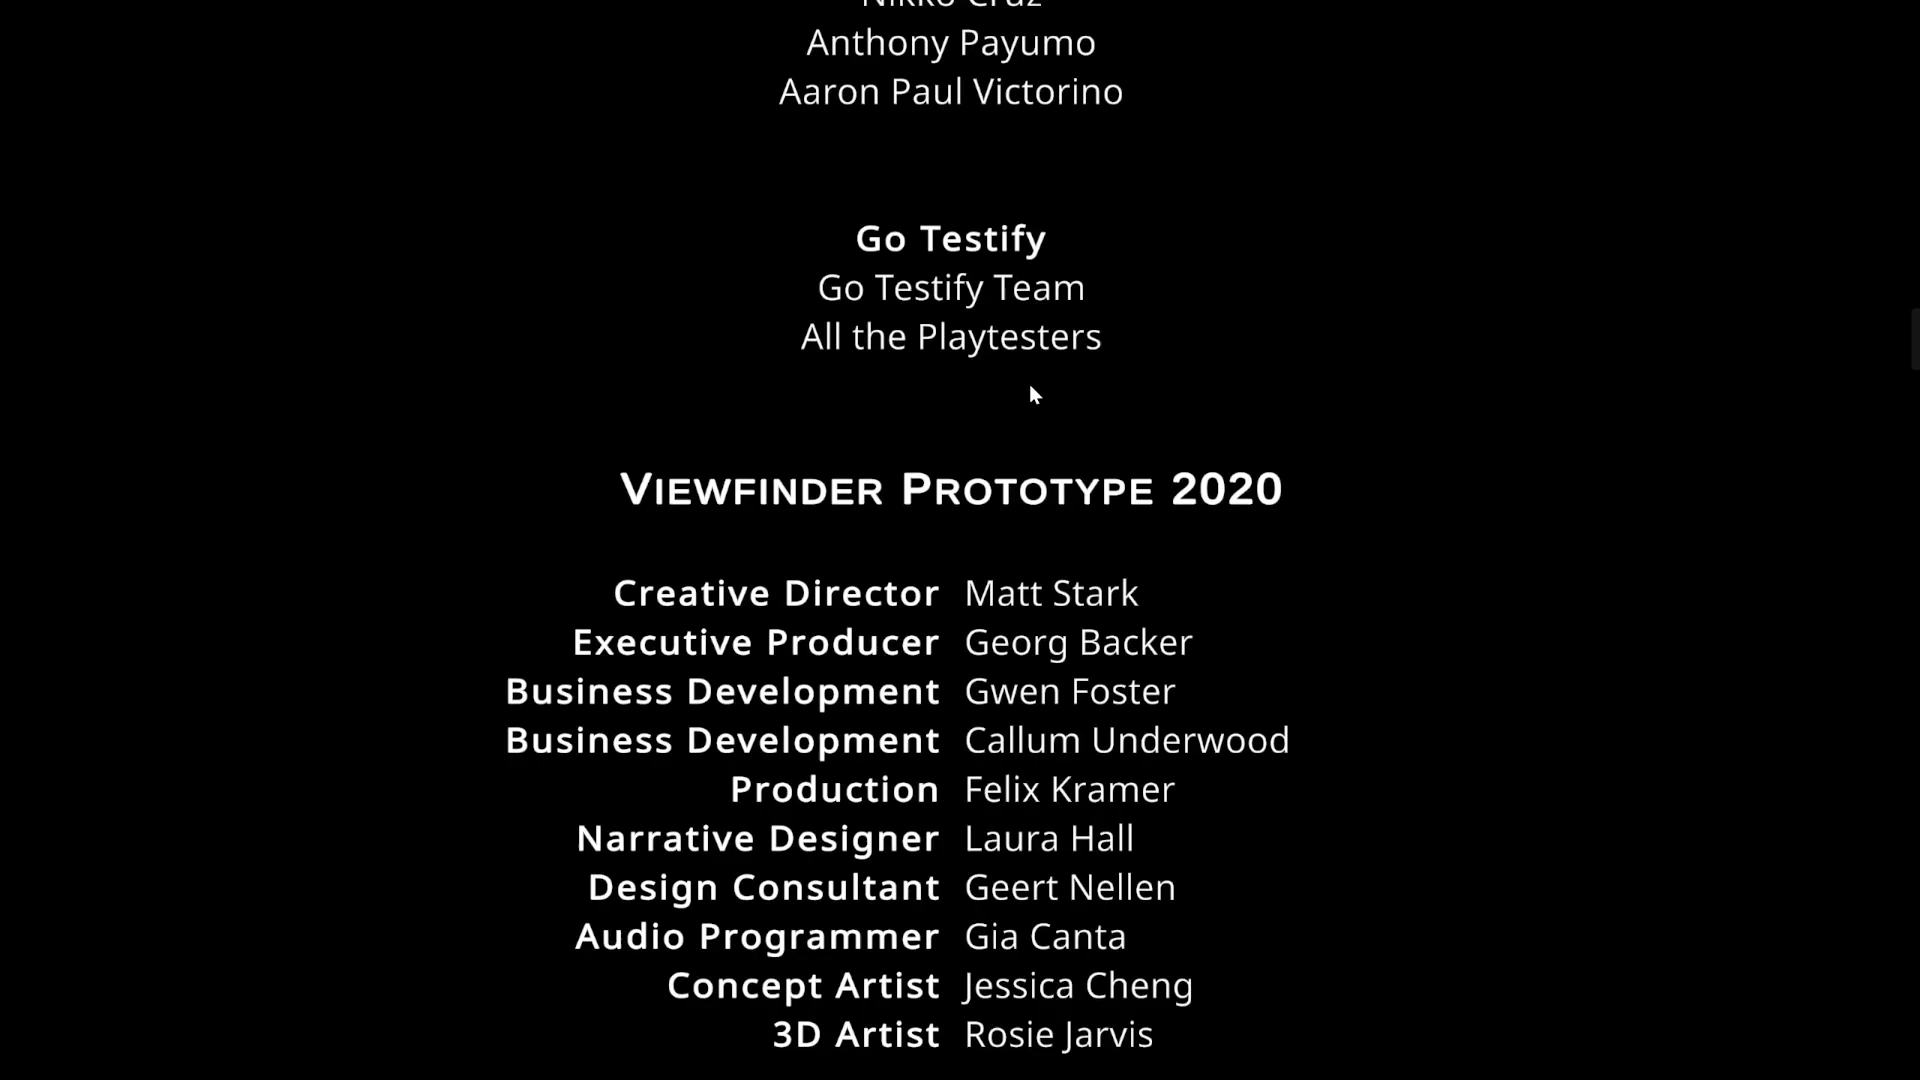 Nikko Cruz
Anthony Payumo
Aaron Paul Victorino
Go Testify
Go Testify Team
All the Playtesters
VIEWFINDER PROTOTYPE 2020
Creative Director Matt Stark
Executive Producer Georg Backer
Business Development Gwen Foster
Business Development Callum Underwood
Production Felix Kramer
Narrative Designer Laura Hall
Design Consultant Geert Nellen
Audio Programmer Gia Canta
Concept Artist Jessica Cheng
3D Artist Rosie Jarvis